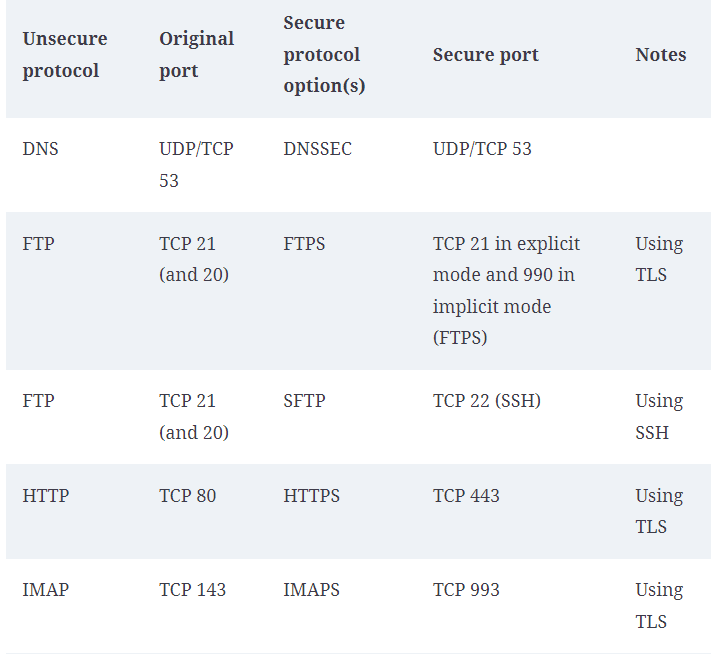 Unsecure protocol | Original port | Secure protocol option(s) | Secure port | Notes
DNS | UDP/TCP 53 | DNSSEC | UDP/TCP 53 |
FTP | TCP 21 (and 20) | FTPS | TCP 21 in explicit mode and 990 in implicit mode (FTPS) | Using TLS
FTP | TCP 21 (and 20) | SFTP | TCP 22 (SSH) | Using SSH
HTTP | TCP 80 | HTTPS | TCP 443 | Using TLS
IMAP | TCP 143 | IMAPS | TCP 993 | Using TLS